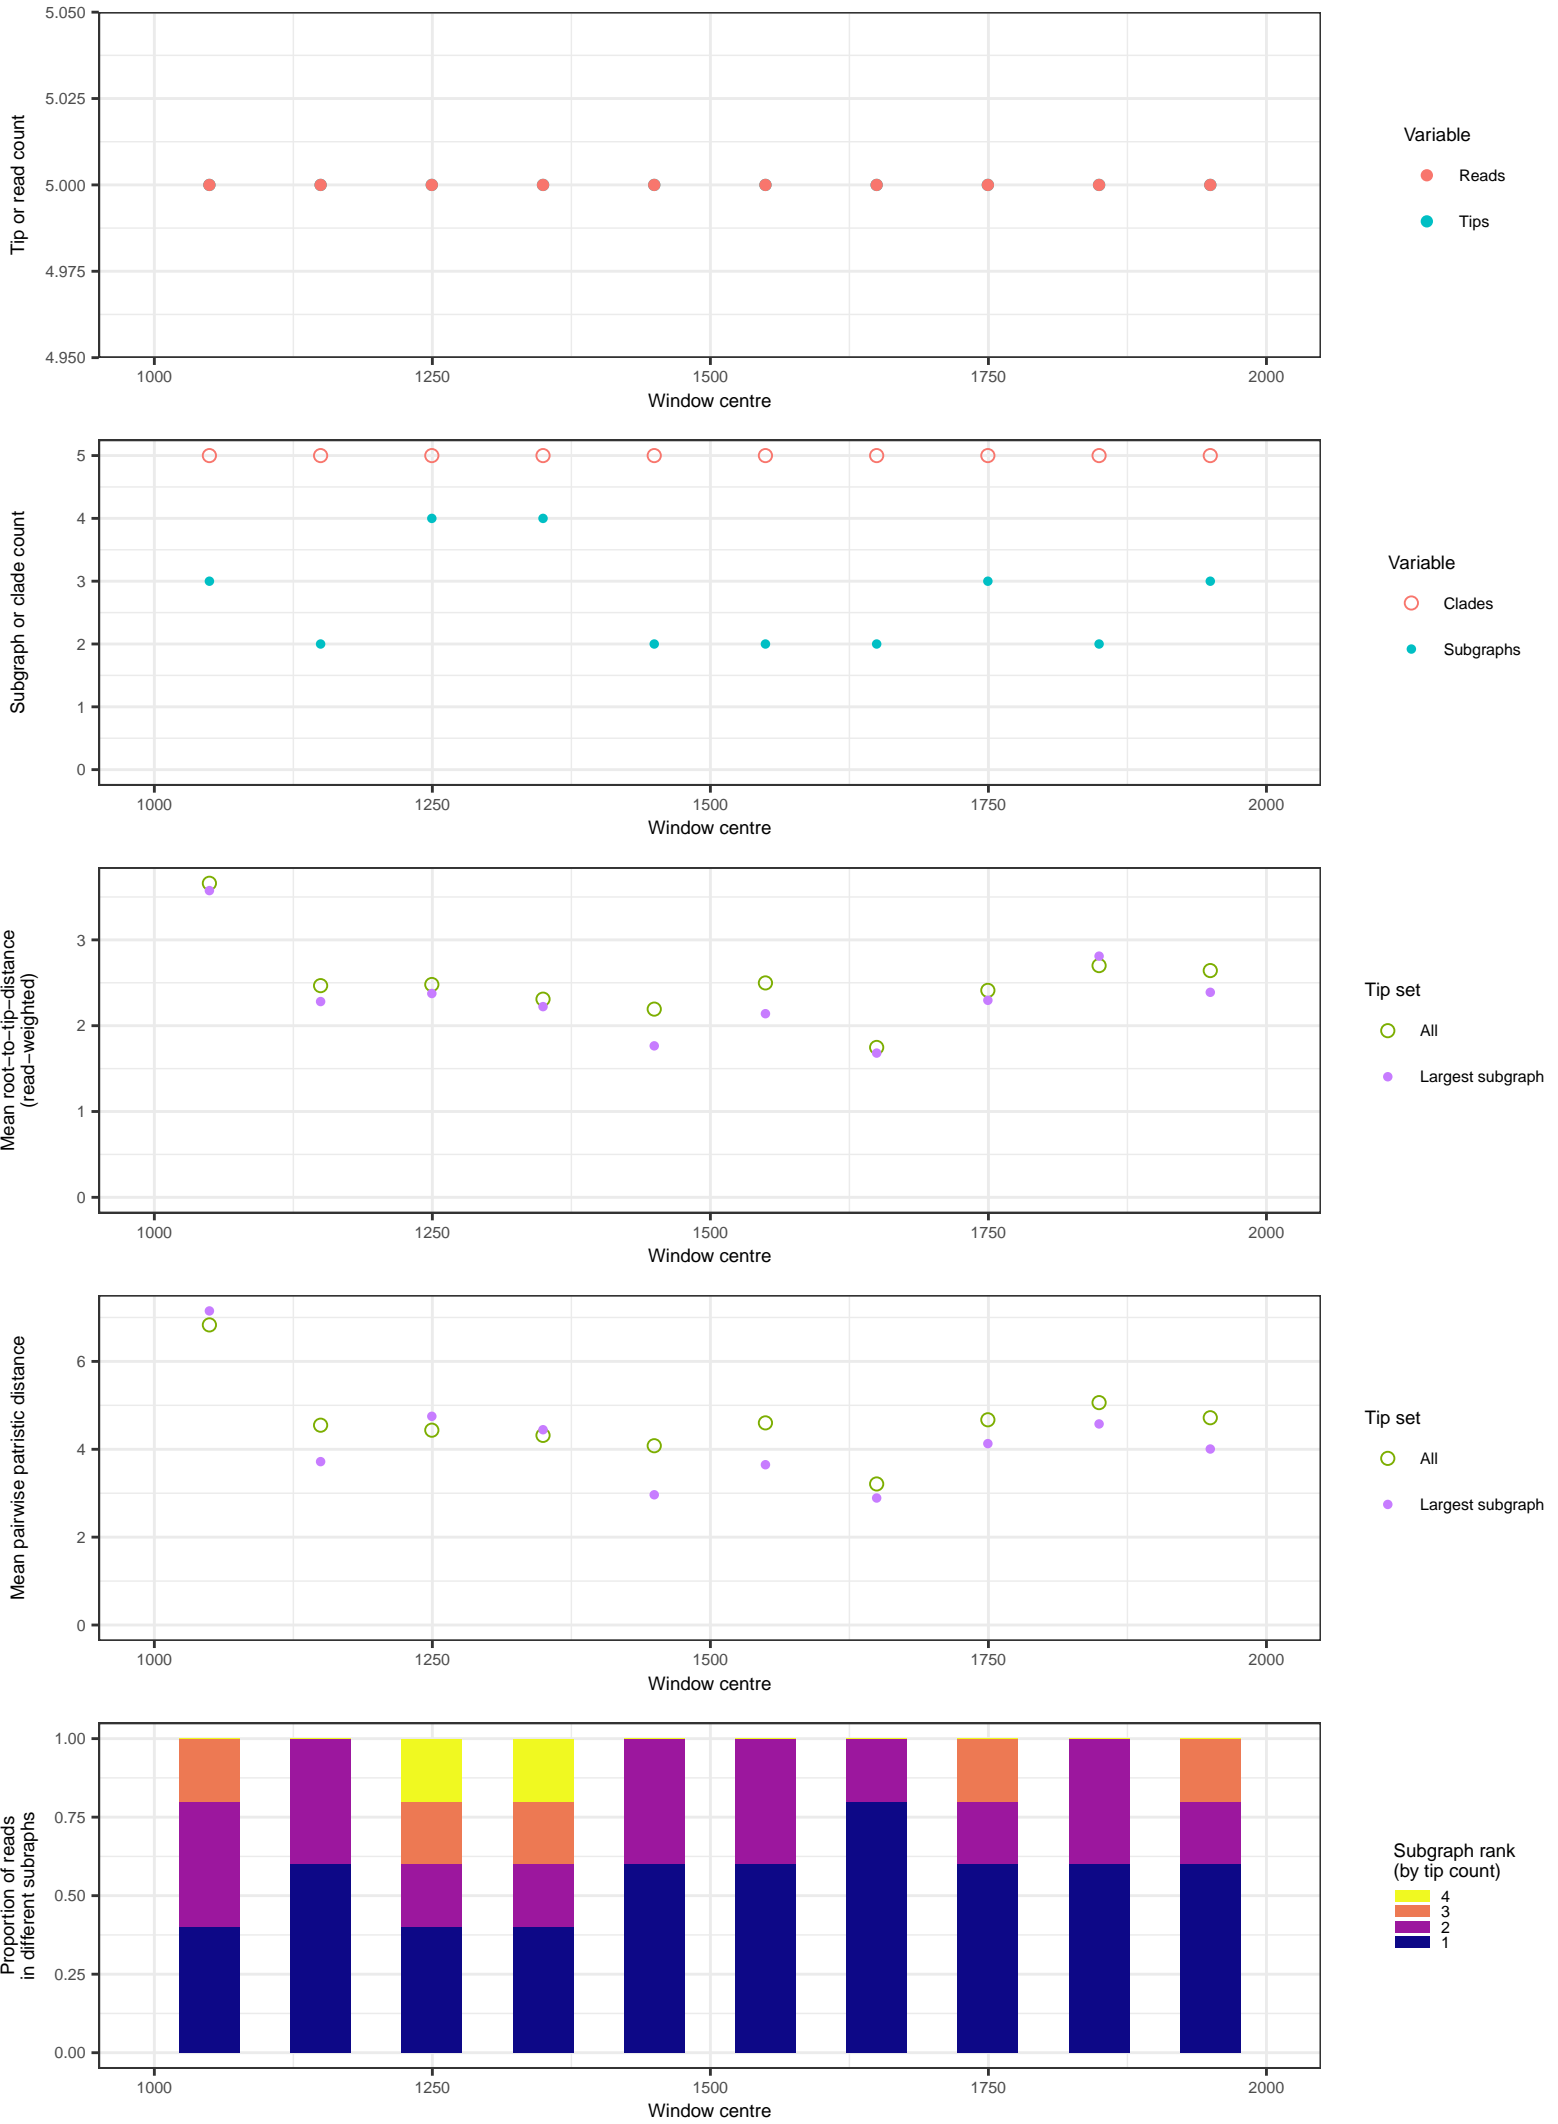 Tip or read count
5.050
5.025
5.000
4.975
4.950
1000 1250 1500 1750 2000
Window centre
Variable
Reads
Tips
Subgraph or clade count
5
4
3
2
1
0
1000 1250 1500 1750 2000
Window centre
Variable
Clades
Subgraphs
Mean root−to−tip−distance
(read−weighted)
3
2
1
0
1000 1250 1500 1750 2000
Window centre
Tip set
All
Largest subgraph
Mean pairwise patristic distance
6
4
2
0
1000 1250 1500 1750 2000
Window centre
Tip set
All
Largest subgraph
Proportion of reads
in different subraphs
1.00
0.75
0.50
0.25
0.00
1000 1250 1500 1750 2000
Window centre
Subgraph rank
(by tip count)
4
3
2
1